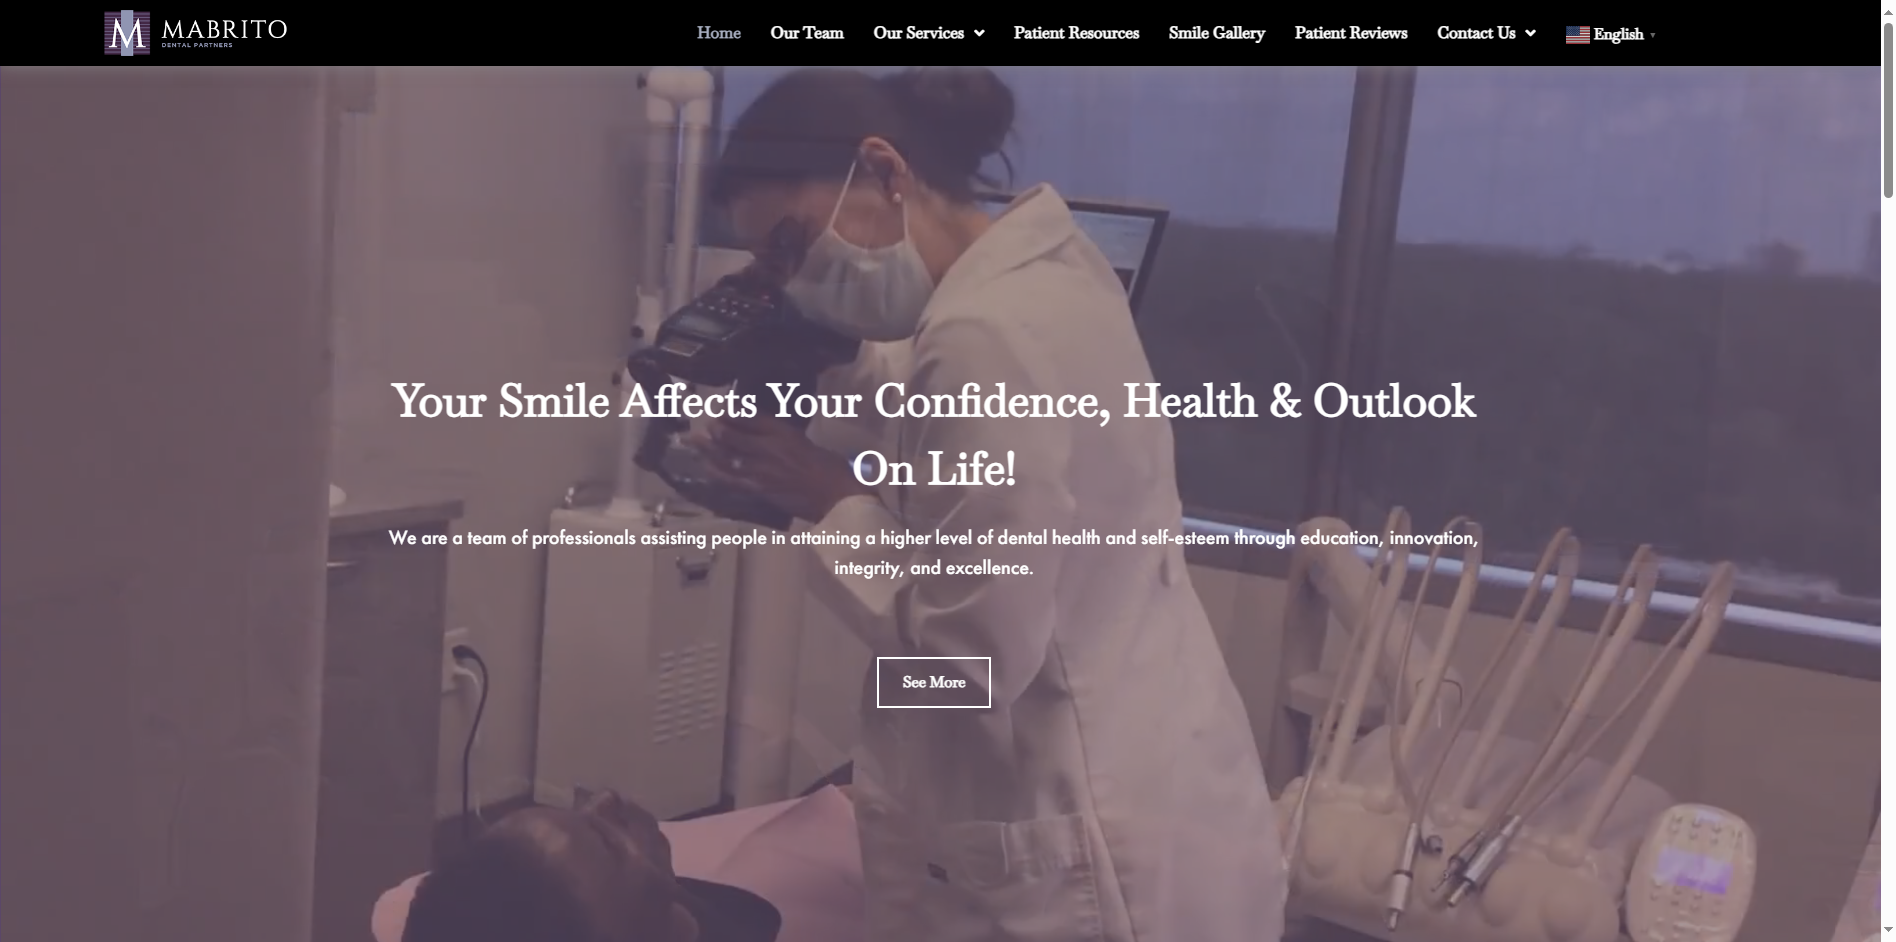 M MABRITO
DENTAL PARTNERS
Home Our Team Our Services Patient Resources Smile Gallery Patient Reviews Contact Us English
Your Smile Affects Your Confidence, Health & Outlook
On Life!
We are a team of professionals assisting people in attaining a higher level of dental health and self-esteem through education, innovation,
integrity, and excellence.
See More